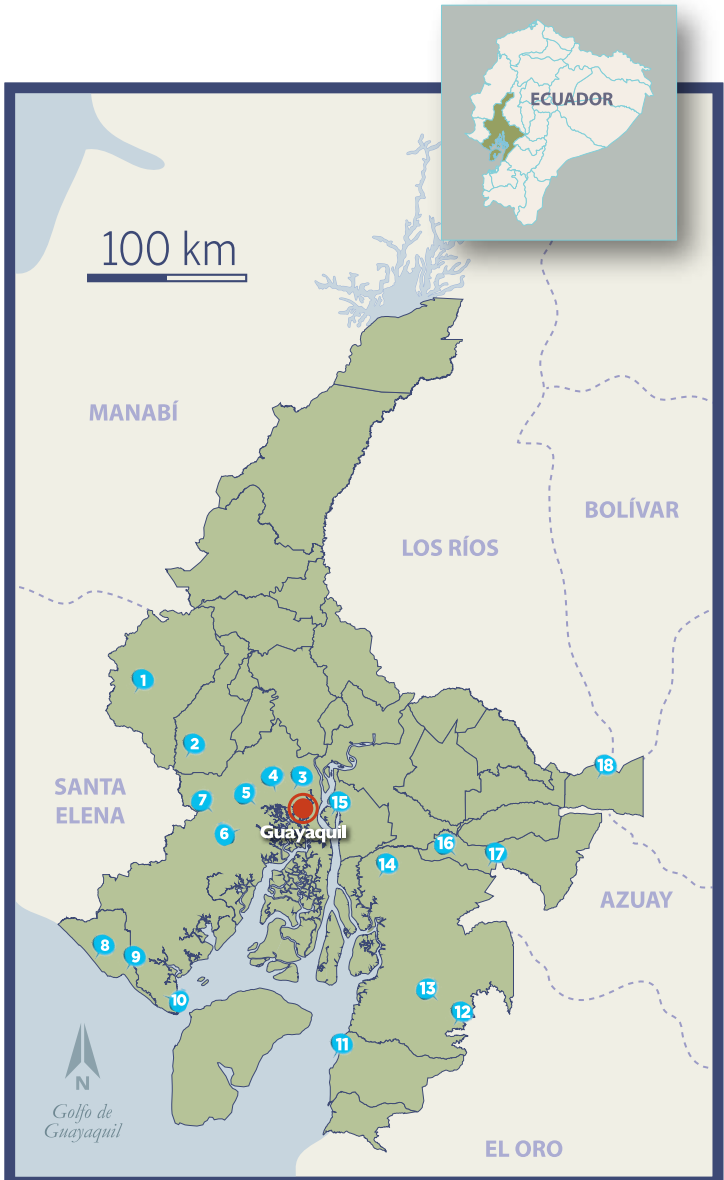 ECUADOR
100 km
MANABÍ
BOLÍVAR
LOS RÍOS
1
2
18
SANTA
ELENA
3
4
5
7
15
Guayaquil
6
16
17
14
AZUAY
8
9
13
10
12
11
N
Golfo de
Guayaquil
EL ORO